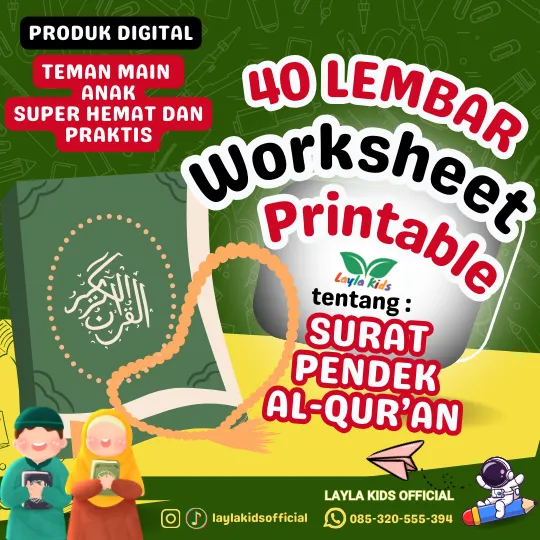 PRODUK DIGITAL
TEMAN MAIN
ANAK
SUPER HEMAT DAN
PRAKTIS
40 LEMBAR
Worksheet
Printable
Layla Kids
tentang :
SURAT
PENDEK
AL-QUR'AN
القرآن الكريم
LAYLA KIDS OFFICIAL
laylakidsofficial
085-320-555-394